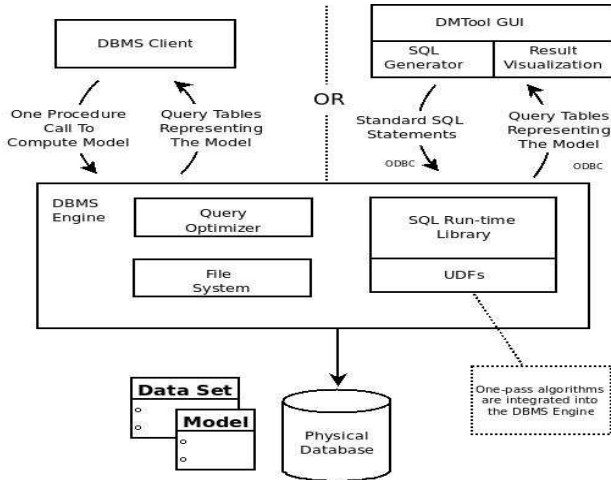 DBMS Client
DMTool GUI
SQL
Generator
Result
Visualization
OR
One Procedure
Call To
Compute Model
Query Tables
Representing
The Model
Standard SQL
Statements
ODBC
Query Tables
Representing
The Model
ODBC
DBMS
Engine
Query
Optimizer
File
System
SQL Run-time
Library
UDFs
One-pass algorithms
are integrated into
the DBMS Engine
Data Set
Model
Physical
Database